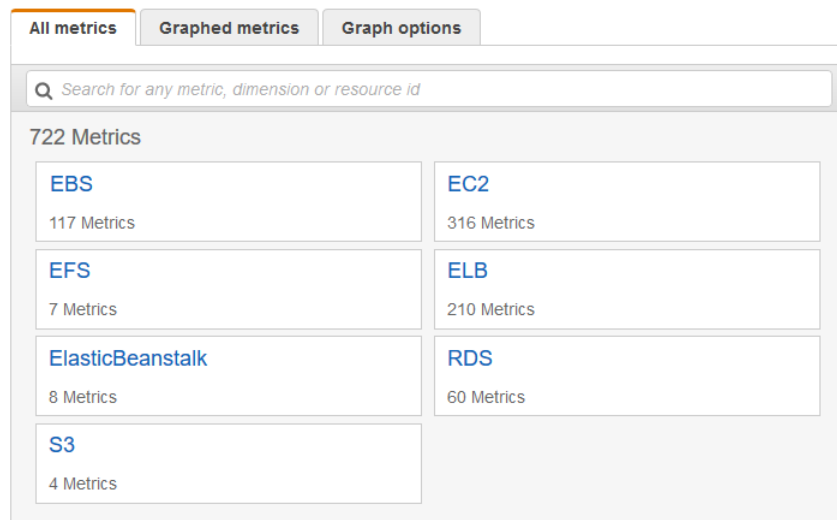 All metrics Graphed metrics Graph options
Search for any metric, dimension or resource id
722 Metrics
EBS
117 Metrics
EC2
316 Metrics
EFS
7 Metrics
ELB
210 Metrics
ElasticBeanstalk
8 Metrics
RDS
60 Metrics
S3
4 Metrics